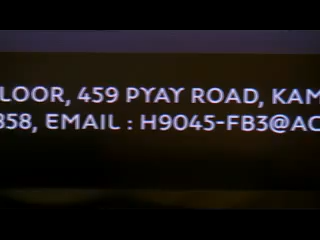 LOOR, 459 PYAY ROAD, KAM
358, EMAIL : H9045-FB3@AC